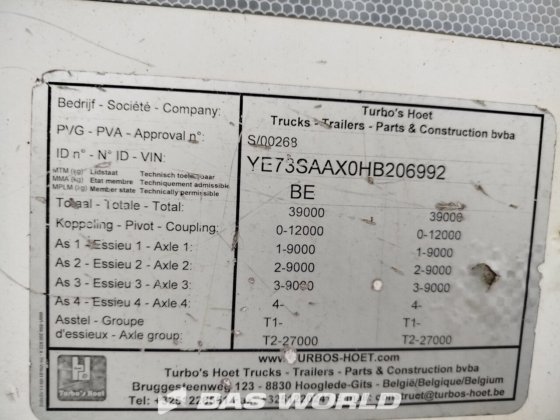 Bedrijf - Société - Company: Turbo's Hoet
Trucks - Trailers - Parts & Construction bvba
PVG - PVA - Approval n°: S/00268
ID n° - N° ID - VIN: YE73SAAX0HB206992
MTM (kg) Lidstaat Technisch toelaatbaar
MMA (kg) Etat membre Techniquement admissible
MPLM (kg) Member state Technically permissible
BE
Totaal - Totale - Total: 39000 39000
Koppeling - Pivot - Coupling: 0-12000 0-12000
As 1 - Essieu 1 - Axle 1: 1-9000 1-9000
As 2 - Essieu 2 - Axle 2: 2-9000 2-9000
As 3 - Essieu 3 - Axle 3: 3-9000 3-9000
As 4 - Essieu 4 - Axle 4: 4- 4-
Asstel - Groupe T1- T1-
d'essieux - Axle group: T2-27000 T2-27000
www.TURBOS-HOET.com
Turbo's Hoet Trucks - Trailers - Parts & Construction bvba
Turbo's Hoet
Bruggesteenweg 123 - 8830 Hooglede-Gits - België/Belgique/Belgium
BAS WORLD